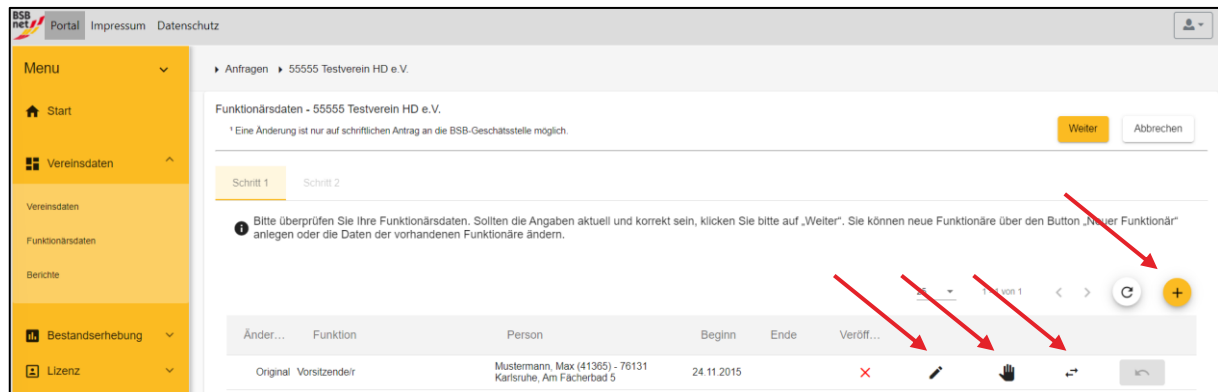 BSB
net
Portal Impressum Datenschutz
Menu
Anfragen 55555 Testverein HD e.V.
Start
Funktionärsdaten - 55555 Testverein HD e.V.
¹ Eine Änderung ist nur auf schriftlichen Antrag an die BSB-Geschätsstelle möglich.
Weiter
Abbrechen
Vereinsdaten
Schritt 1
Schritt 2
Vereinsdaten
Bitte überprüfen Sie Ihre Funktionärsdaten. Sollten die Angaben aktuell und korrekt sein, klicken Sie bitte auf „Weiter“. Sie können neue Funktionäre über den Button „Neuer Funktionär“
anlegen oder die Daten der vorhandenen Funktionäre ändern.
Funktionärsdaten
Berichte
25
von 1
Bestandserhebung
Änder... Funktion Person Beginn Ende Veröff...
Lizenz
Original Vorsitzende/r
Mustermann, Max (41365) - 76131
Karlsruhe, Am Fächerbad 5
24.11.2015